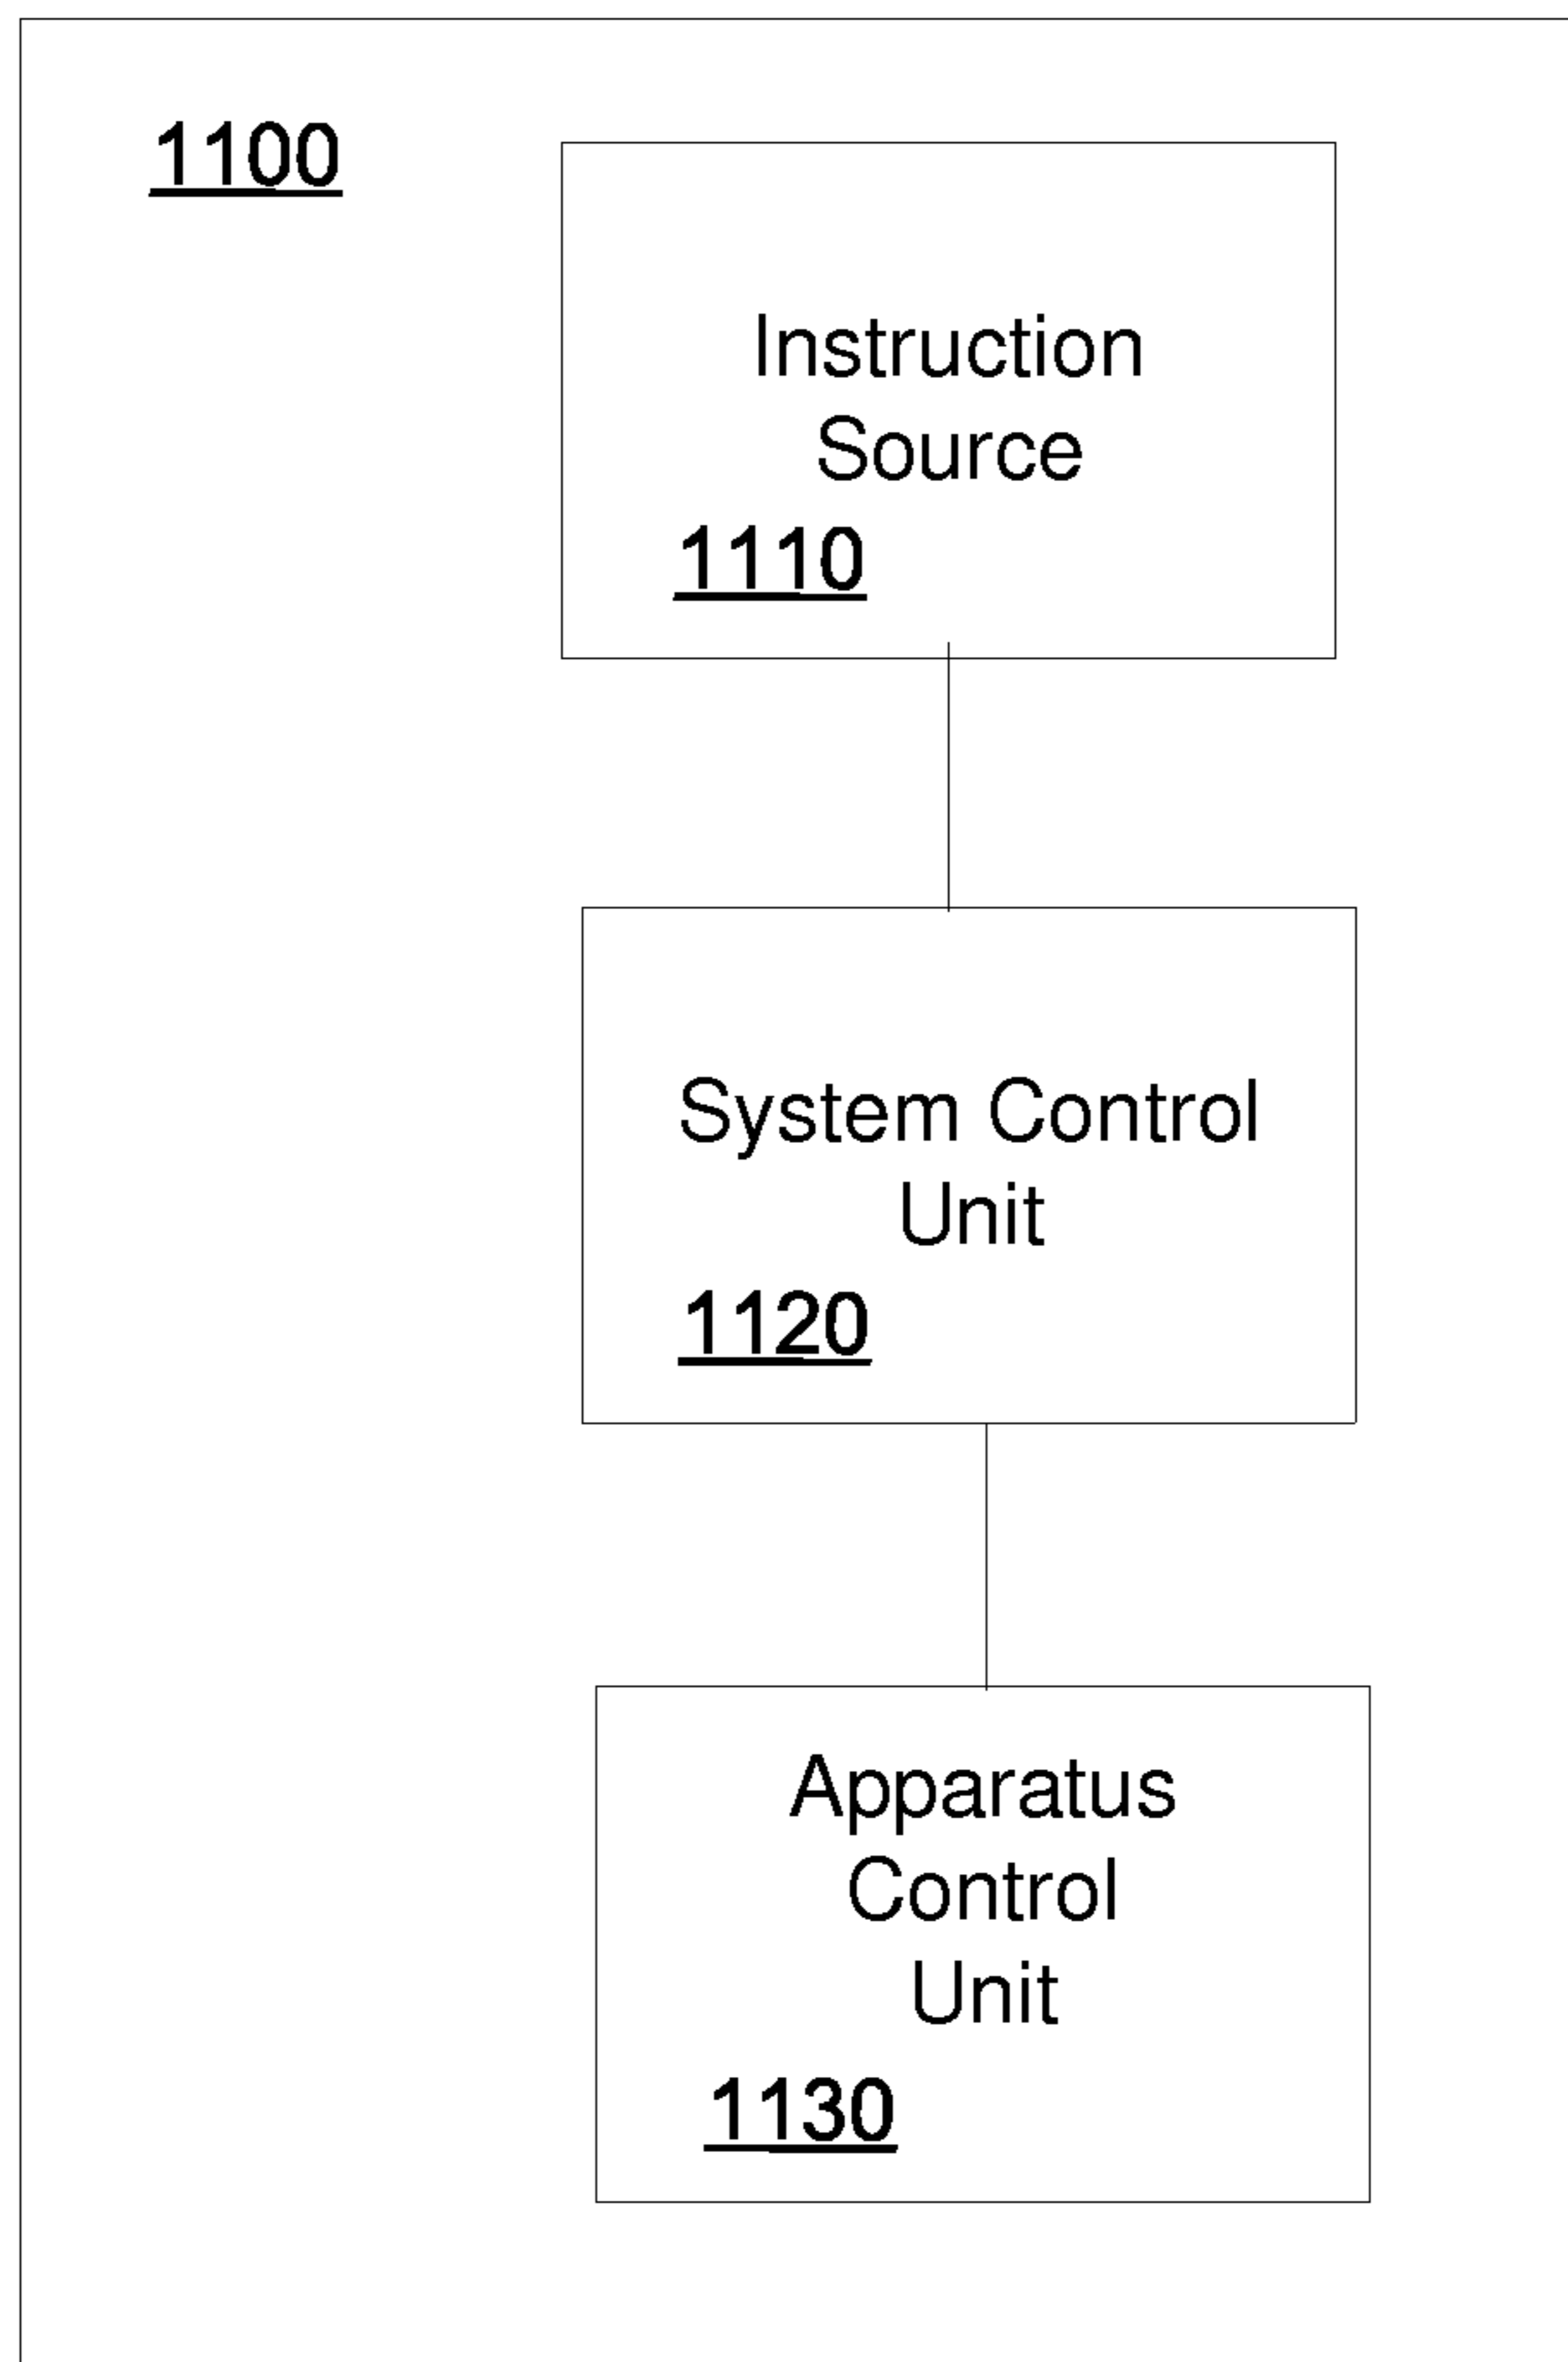 1100
Instruction
Source
1110
System Control
Unit
1120
Apparatus
Control
Unit
1130